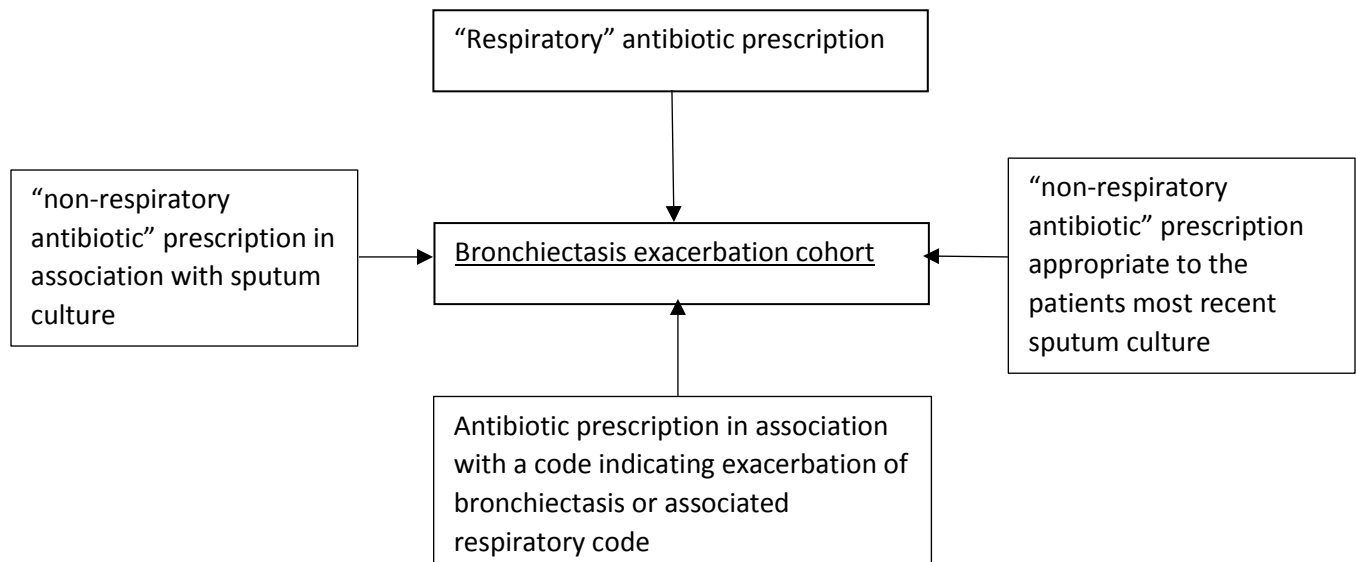 “Respiratory” antibiotic prescription
“non-respiratory
antibiotic” prescription in
association with sputum
culture
Bronchiectasis exacerbation cohort
“non-respiratory
antibiotic” prescription
appropriate to the
patients most recent
sputum culture
Antibiotic prescription in association
with a code indicating exacerbation of
bronchiectasis or associated
respiratory code